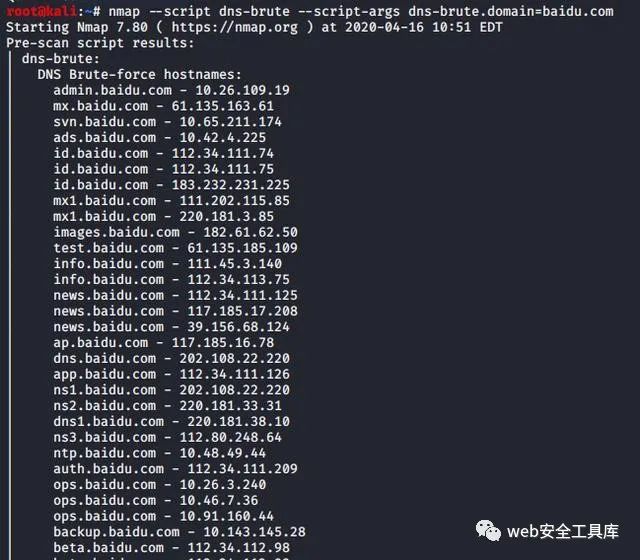 root@kali:~# nmap --script dns-brute --script-args dns-brute.domain=baidu.com
Starting Nmap 7.80 ( https://nmap.org ) at 2020-04-16 10:51 EDT
Pre-scan script results:
| dns-brute:
|   DNS Brute-force hostnames:
|     admin.baidu.com - 10.26.109.19
|     mx.baidu.com - 61.135.163.61
|     svn.baidu.com - 10.65.211.174
|     ads.baidu.com - 10.42.4.225
|     id.baidu.com - 112.34.111.74
|     id.baidu.com - 112.34.111.75
|     id.baidu.com - 183.232.231.225
|     mx1.baidu.com - 111.202.115.85
|     mx1.baidu.com - 220.181.3.85
|     images.baidu.com - 182.61.62.50
|     test.baidu.com - 61.135.185.109
|     info.baidu.com - 111.45.3.140
|     info.baidu.com - 112.34.113.75
|     news.baidu.com - 112.34.111.125
|     news.baidu.com - 117.185.17.208
|     news.baidu.com - 39.156.68.124
|     ap.baidu.com - 117.185.16.78
|     dns.baidu.com - 202.108.22.220
|     app.baidu.com - 112.34.111.126
|     ns1.baidu.com - 202.108.22.220
|     ns2.baidu.com - 220.181.33.31
|     dns1.baidu.com - 220.181.38.10
|     ns3.baidu.com - 112.80.248.64
|     ntp.baidu.com - 10.48.49.44
|     auth.baidu.com - 112.34.111.209
|     ops.baidu.com - 10.26.3.240
|     ops.baidu.com - 10.46.7.36
|     ops.baidu.com - 10.91.160.44
|     backup.baidu.com - 10.143.145.28
|     beta.baidu.com - 112.34.112.98
web安全工具库